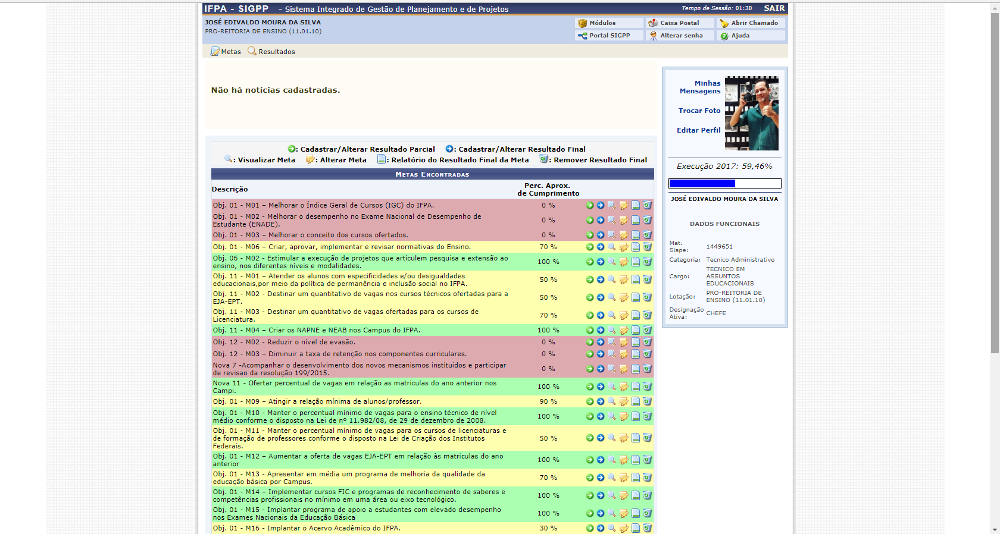 IFPA - SIGPP - Sistema Integrado de Gestão de Planejamento e de Projetos
Tempo de Sessão: 01:30 SAIR
JOSÉ EDIVALDO MOURA DA SILVA
PRO-REITORIA DE ENSINO (11.01.10)
Módulos Caixa Postal Abrir Chamado
Portal SIGPP Alterar senha Ajuda
Metas Resultados
Não há notícias cadastradas.
: Cadastrar/Alterar Resultado Parcial : Cadastrar/Alterar Resultado Final
: Visualizar Meta : Alterar Meta : Relatório do Resultado Final da Meta : Remover Resultado Final
METAS ENCONTRADAS
Descrição Perc. Aprox.
de Cumprimento
Obj. 01 - M01 – Melhorar o Índice Geral de Cursos (IGC) do IFPA. 0 %
Obj. 01 - M02 - Melhorar o desempenho no Exame Nacional de Desempenho de
Estudante (ENADE). 0 %
Obj. 01 - M03 – Melhorar o conceito dos cursos ofertados. 0 %
Obj. 01 - M06 – Criar, aprovar, implementar e revisar normativas do Ensino. 70 %
Obj. 06 - M02 - Estimular a execução de projetos que articulem pesquisa e extensão ao
ensino, nos diferentes níveis e modalidades. 100 %
Obj. 11 - M01 – Atender os alunos com especificidades e/ou desigualdades
educacionais,por meio da política de permanência e inclusão social no IFPA. 50 %
Obj. 11 - M02 - Destinar um quantitativo de vagas nos cursos técnicos ofertadas para a
EJA-EPT. 50 %
Obj. 11 - M03 - Destinar um quantitativo de vagas ofertadas para os cursos de
Licenciatura. 70 %
Obj. 11 - M04 – Criar os NAPNE e NEAB nos Campus do IFPA. 100 %
Obj. 12 - M02 - Reduzir o nível de evasão. 0 %
Obj. 12 - M03 – Diminuir a taxa de retenção nos componentes curriculares. 0 %
Nova 7 -Acompanhar o desenvolvimento dos novos mecanismos instituidos e participar
de revisao da resolução 199/2015. 0 %
Nova 11 - Ofertar percentual de vagas em relação as matriculas do ano anterior nos
Campi. 100 %
Obj. 01 - M09 – Atingir a relação mínima de alunos/professor. 90 %
Obj. 01 - M10 - Manter o percentual mínimo de vagas para o ensino técnico de nível
médio conforme o disposto na Lei de nº 11.982/08, de 29 de dezembro de 2008. 100 %
Obj. 01 - M11 - Manter o percentual mínimo de vagas para os cursos de licenciaturas e
de formação de professores conforme o disposto na Lei de Criação dos Institutos
Federais. 50 %
Obj. 01 - M12 – Aumentar a oferta de vagas EJA-EPT em relação às matriculas do ano
anterior 100 %
Obj. 01 - M13 - Apresentar em média um programa de melhoria da qualidade da
educação básica por Campus. 70 %
Obj. 01 - M14 – Implementar cursos FIC e programas de reconhecimento de saberes e
competências profissionais no mínimo em uma área ou eixo tecnológico. 100 %
Obj. 01 - M15 - Implantar programa de apoio a estudantes com elevado desempenho
nos Exames Nacionais da Educação Básica 100 %
Obj. 01 - M16 - Implantar o Acervo Acadêmico do IFPA. 30 %
Minhas
Mensagens
Trocar Foto
Editar Perfil
Execução 2017: 59,46%
JOSÉ EDIVALDO MOURA DA SILVA
DADOS FUNCIONAIS
Mat.
Siape: 1449651
Categoria: Tecnico Administrativo
Cargo: TECNICO EM
ASSUNTOS
EDUCACIONAIS
Lotação: PRO-REITORIA DE
ENSINO (11.01.10)
Designação
Ativa: CHEFE